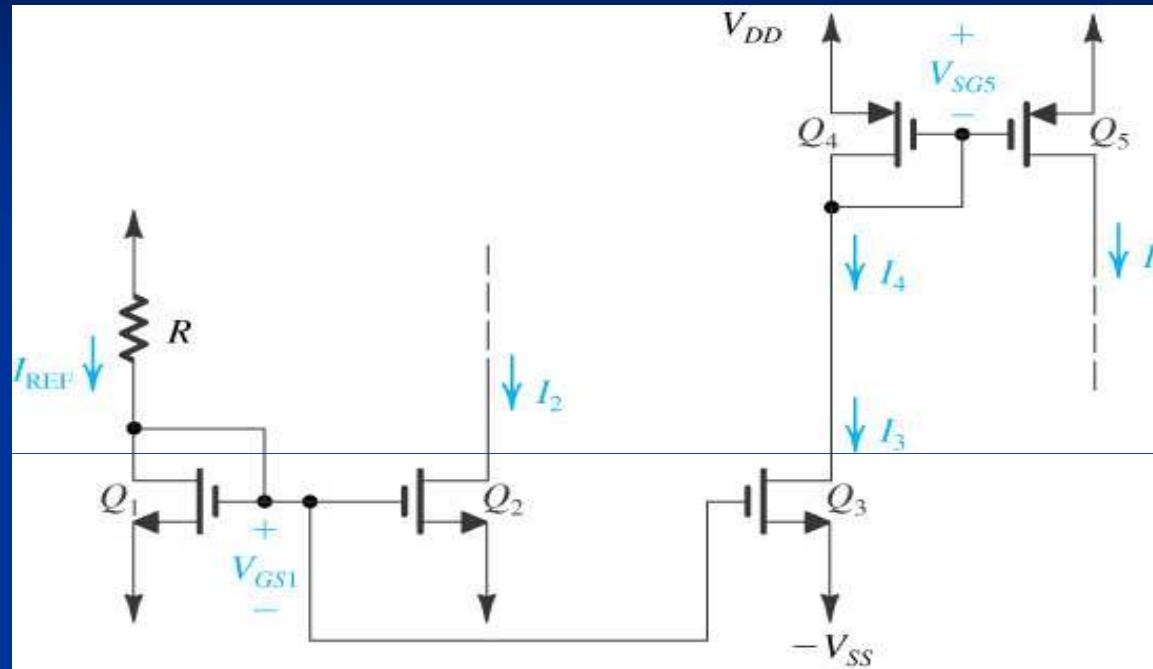 V_DD
+
V_SG5
−
Q_4
Q_5
I_4
I
R
I_REF
I_2
I_3
Q_1
Q_2
Q_3
+
V_GS1
−
−V_SS